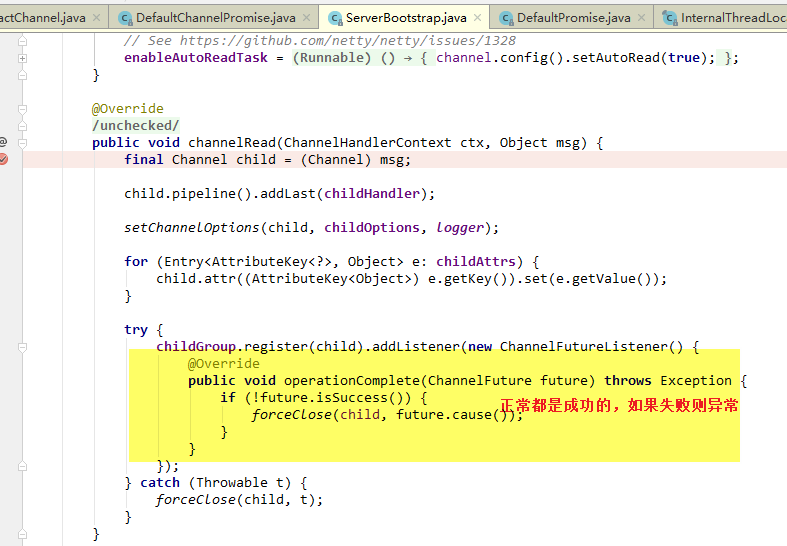 actChannel.java × DefaultChannelPromise.java × ServerBootstrap.java × DefaultPromise.java × InternalThreadLoc
// See https://github.com/netty/netty/issues/1328
enableAutoReadTask = (Runnable) () → { channel.config().setAutoRead(true); };
}
@Override
/unchecked/
public void channelRead(ChannelHandlerContext ctx, Object msg) {
final Channel child = (Channel) msg;
child.pipeline().addLast(childHandler);
setChannelOptions(child, childOptions, logger);
for (Entry<AttributeKey<?>, Object> e: childAttrs) {
child.attr((AttributeKey<Object>) e.getKey()).set(e.getValue());
}
try {
childGroup.register(child).addListener(new ChannelFutureListener() {
@Override
public void operationComplete(ChannelFuture future) throws Exception {
if (!future.isSuccess()) {
正常都是成功的，如果失败则异常
forceClose(child, future.cause());
}
}
});
} catch (Throwable t) {
forceClose(child, t);
}
}